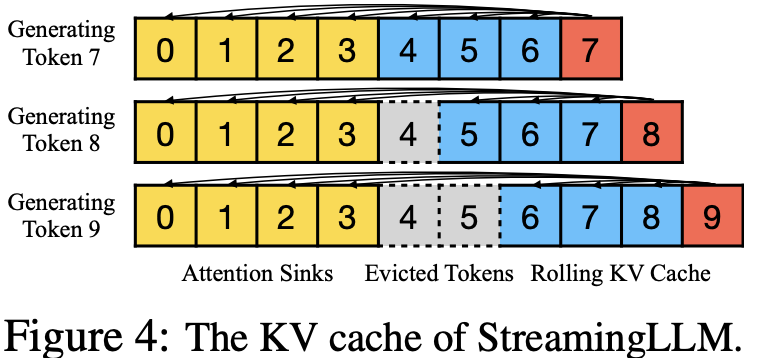 Generating
Token 7
0 1 2 3 4 5 6 7
Generating
Token 8
0 1 2 3 4 5 6 7 8
Generating
Token 9
0 1 2 3 4 5 6 7 8 9
Attention Sinks Evicted Tokens Rolling KV Cache
Figure 4: The KV cache of StreamingLLM.